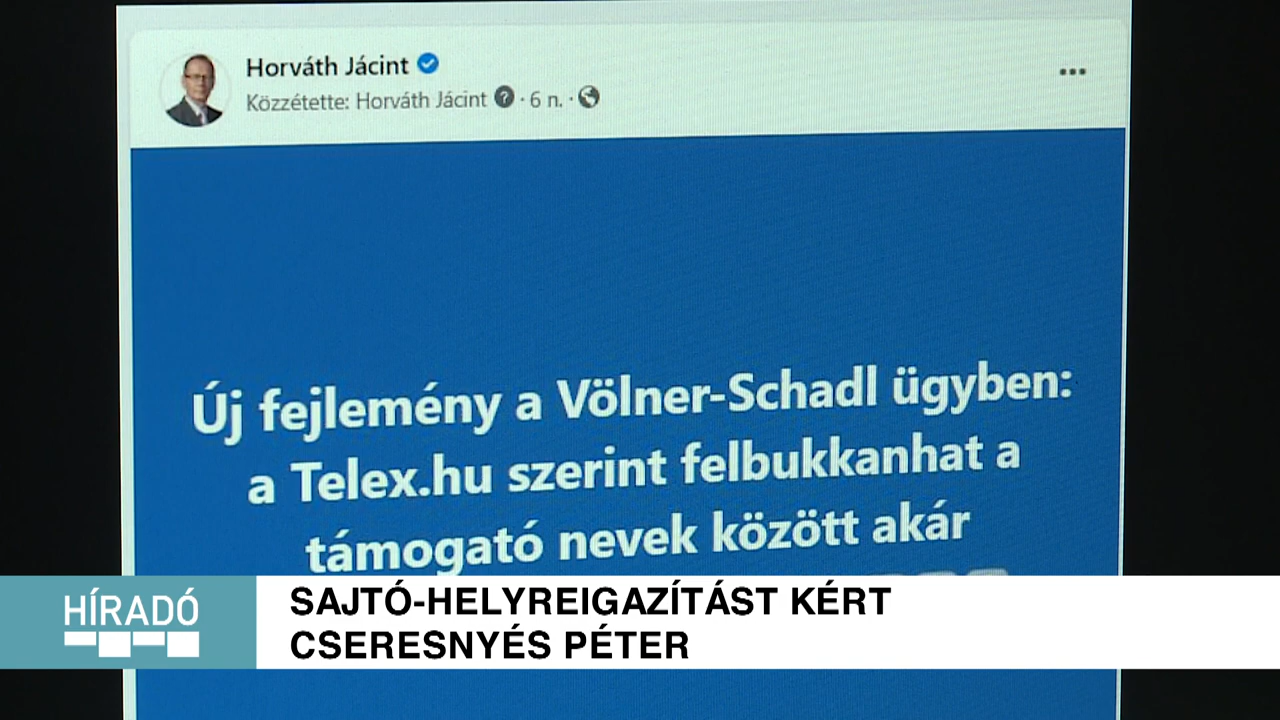 Horváth Jácint
Közzétette: Horváth Jácint ? · 6 n. ·
Új fejlemény a Völner-Schadl ügyben:
a Telex.hu szerint felbukkanhat a
támogató nevek között akár
HÍRADÓ
SAJTÓ-HELYREIGAZÍTÁST KÉRT
CSERESNYÉS PÉTER